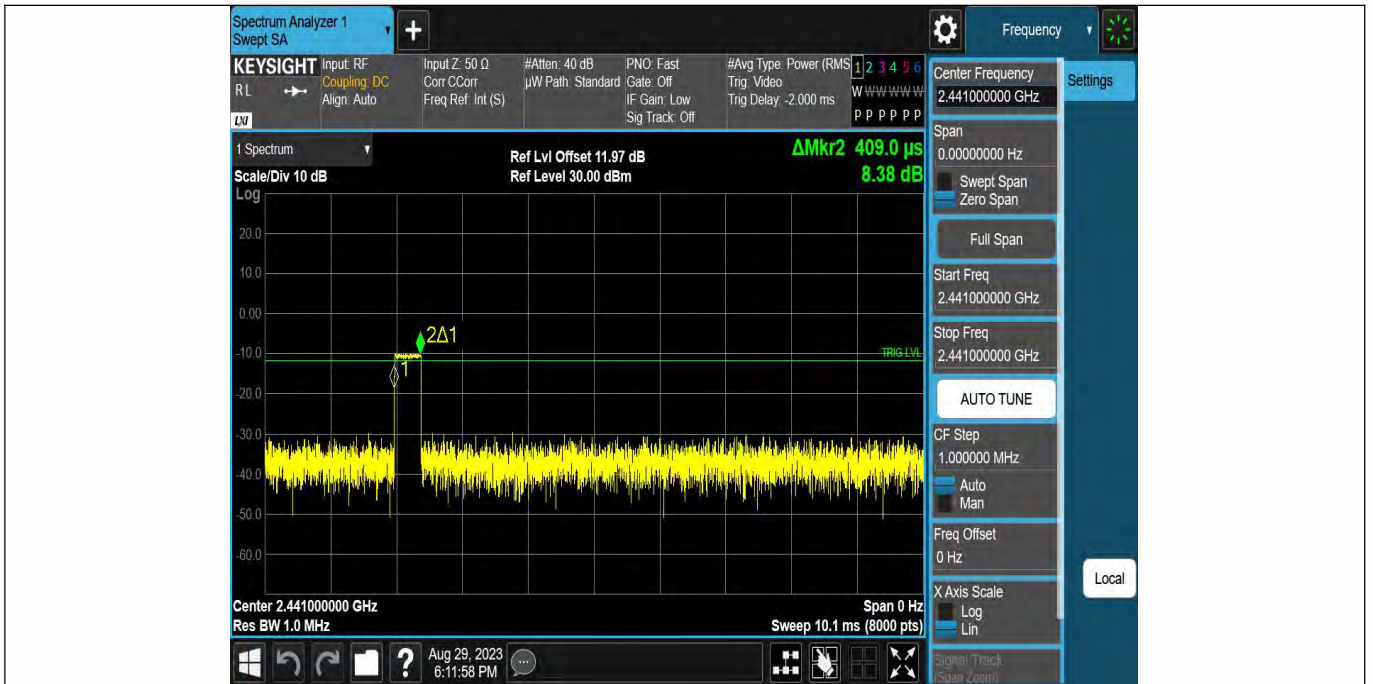 Spectrum Analyzer 1
Swept SA
+
Frequency
KEYSIGHT
RL
LXI
Input: RF
Coupling: DC
Align: Auto
Input Z: 50 Ω
Corr CCorr
Freq Ref: Int (S)
#Atten: 40 dB
µW Path: Standard
PNO: Fast
Gate: Off
IF Gain: Low
Sig Track: Off
#Avg Type: Power (RMS
Trig: Video
Trig Delay: -2.000 ms
1 2 3 4 5 6
W W W W W W
P P P P P P
1 Spectrum
Scale/Div 10 dB
Log
Ref Lvl Offset 11.97 dB
Ref Level 30.00 dBm
ΔMkr2 409.0 µs
8.38 dB
20.0
10.0
0.00
-10.0
-20.0
-30.0
-40.0
-50.0
-60.0
2Δ1
1
TRIG LVL
Center 2.441000000 GHz
Res BW 1.0 MHz
Span 0 Hz
Sweep 10.1 ms (8000 pts)
Center Frequency
2.441000000 GHz
Settings
Span
0.00000000 Hz
Swept Span
Zero Span
Full Span
Start Freq
2.441000000 GHz
Stop Freq
2.441000000 GHz
AUTO TUNE
CF Step
1.000000 MHz
Auto
Man
Freq Offset
0 Hz
X Axis Scale
Log
Lin
Signal Track
(Span Zoom)
Local
?
Aug 29, 2023
6:11:58 PM